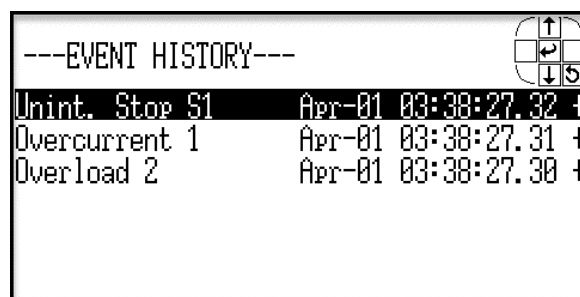 ---EVENT HISTORY---
Unint. Stop S1 Apr-01 03:38:27.32 +
Overcurrent 1 Apr-01 03:38:27.31 +
Overload 2 Apr-01 03:38:27.30 +